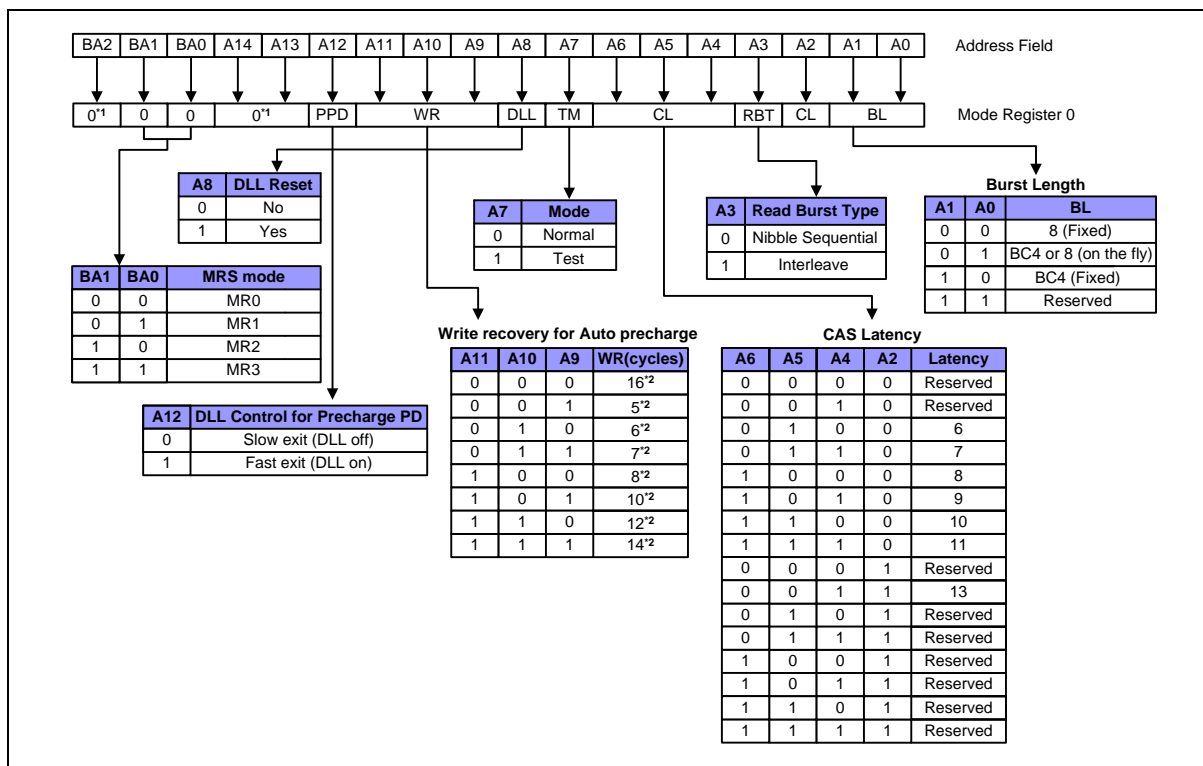 BA2 BA1 BA0 A14 A13 A12 A11 A10 A9 A8 A7 A6 A5 A4 A3 A2 A1 A0 Address Field
0*1 0 0 0*1 PPD WR DLL TM CL RBT CL BL Mode Register 0
A8 DLL Reset
0 No
1 Yes
BA1 BA0 MRS mode
0 0 MR0
0 1 MR1
1 0 MR2
1 1 MR3
A12 DLL Control for Precharge PD
0 Slow exit (DLL off)
1 Fast exit (DLL on)
A7 Mode
0 Normal
1 Test
Write recovery for Auto precharge
A11 A10 A9 WR(cycles)
0 0 0 16*2
0 0 1 5*2
0 1 0 6*2
0 1 1 7*2
1 0 0 8*2
1 0 1 10*2
1 1 0 12*2
1 1 1 14*2
A3 Read Burst Type
0 Nibble Sequential
1 Interleave
Burst Length
A1 A0 BL
0 0 8 (Fixed)
0 1 BC4 or 8 (on the fly)
1 0 BC4 (Fixed)
1 1 Reserved
CAS Latency
A6 A5 A4 A2 Latency
0 0 0 0 Reserved
0 0 1 0 Reserved
0 1 0 0 6
0 1 1 0 7
1 0 0 0 8
1 0 1 0 9
1 1 0 0 10
1 1 1 0 11
0 0 0 1 Reserved
0 0 1 1 13
0 1 0 1 Reserved
0 1 1 1 Reserved
1 0 0 1 Reserved
1 0 1 1 Reserved
1 1 0 1 Reserved
1 1 1 1 Reserved